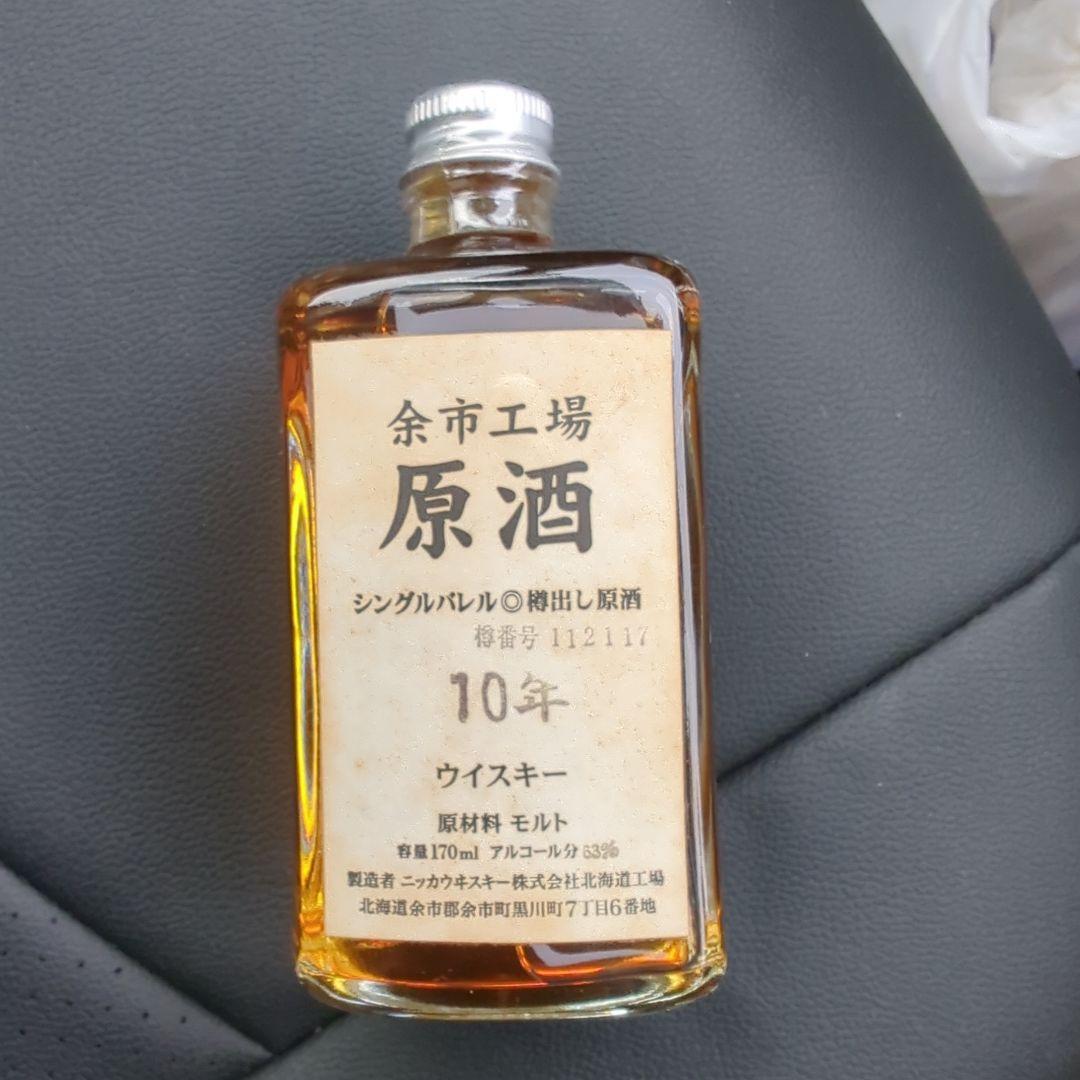 余市工場
原酒
シングルバレル◎樽出し原酒
樽番号 112117
10年
ウイスキー
原材料 モルト
容量170ml アルコール分63%
製造者 ニッカウヰスキー株式会社北海道工場
北海道余市郡余市町黒川町7丁目6番地